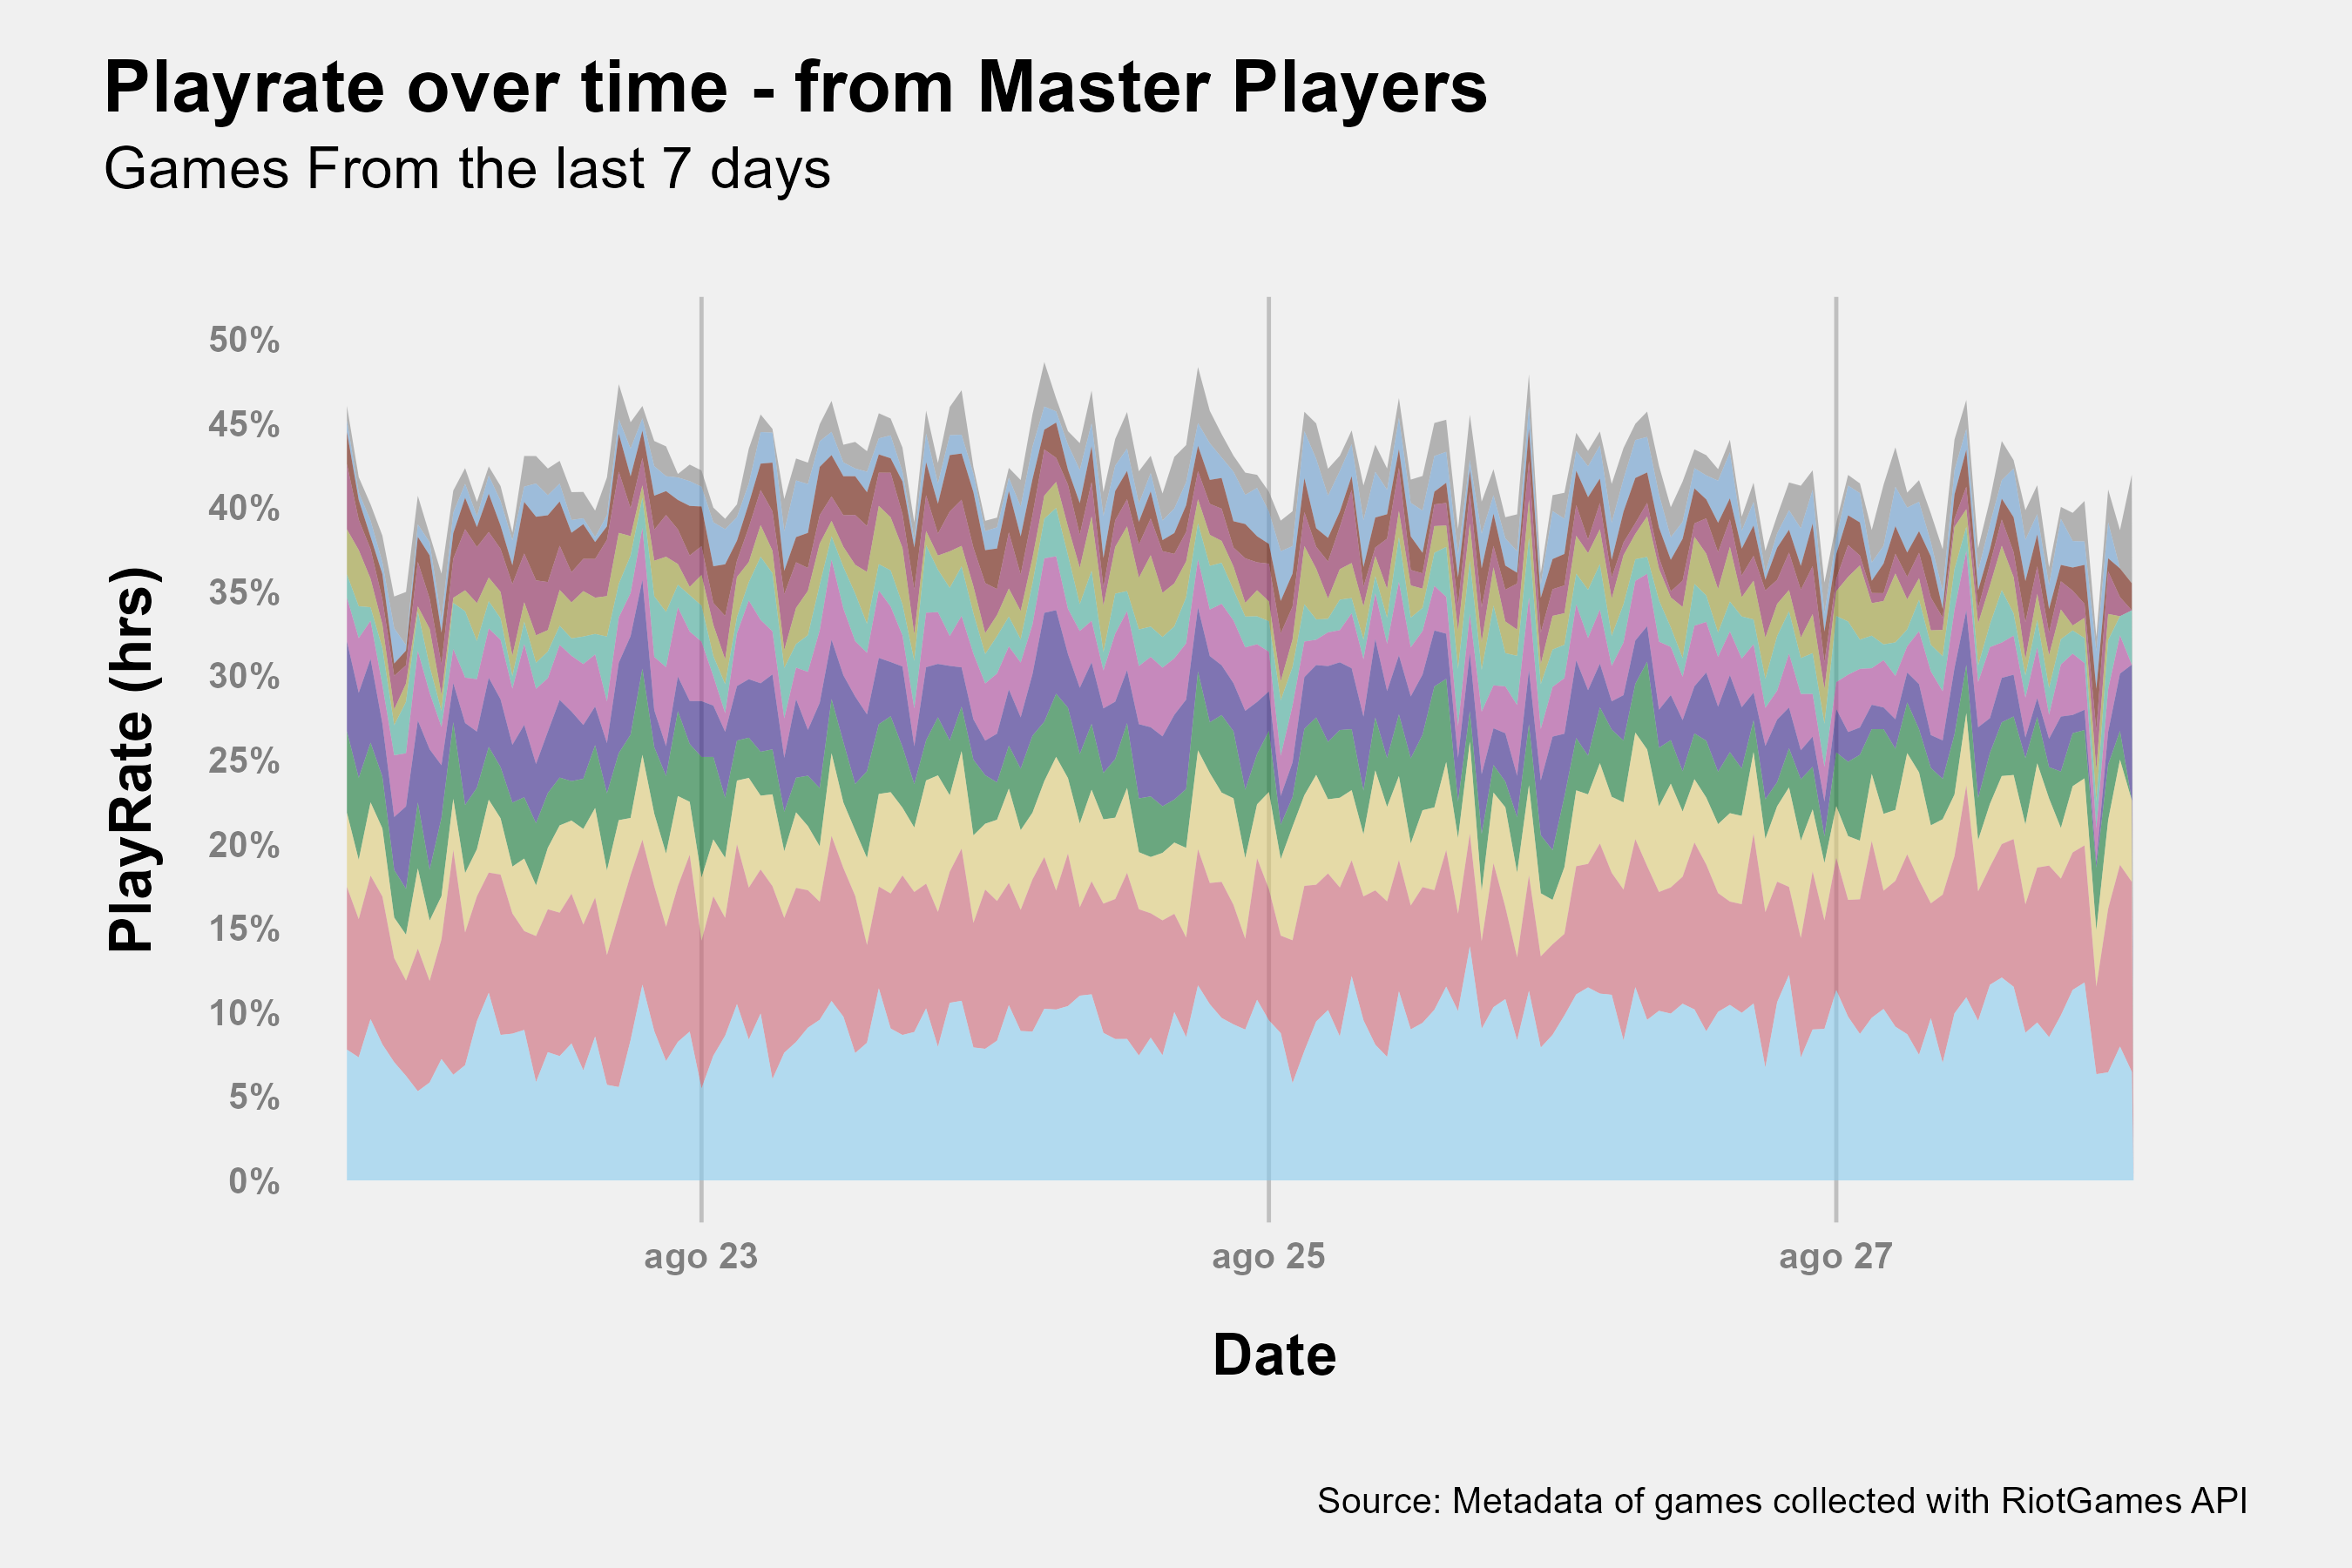 Playrate over time - from Master Players
Games From the last 7 days
PlayRate (hrs)
50%
45%
40%
35%
30%
25%
20%
15%
10%
5%
0%
ago 23
ago 25
ago 27
Date
Source: Metadata of games collected with RiotGames API